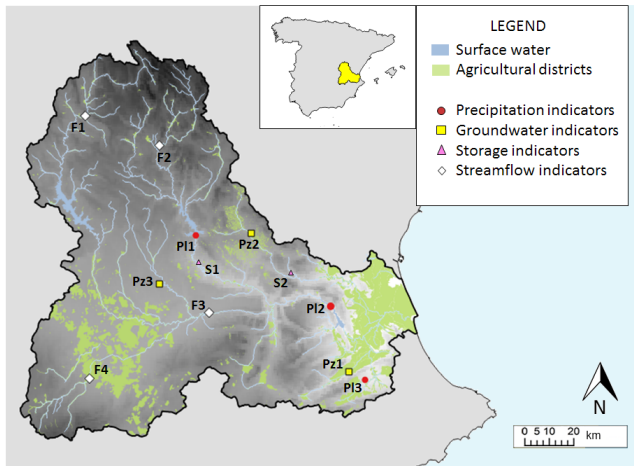 LEGEND
Surface water
Agricultural districts
Precipitation indicators
Groundwater indicators
Storage indicators
Streamflow indicators
F1
F2
Pl1
Pz2
S1
S2
Pz3
F3
Pl2
F4
Pz1
Pl3
N
0 5 10 20 km